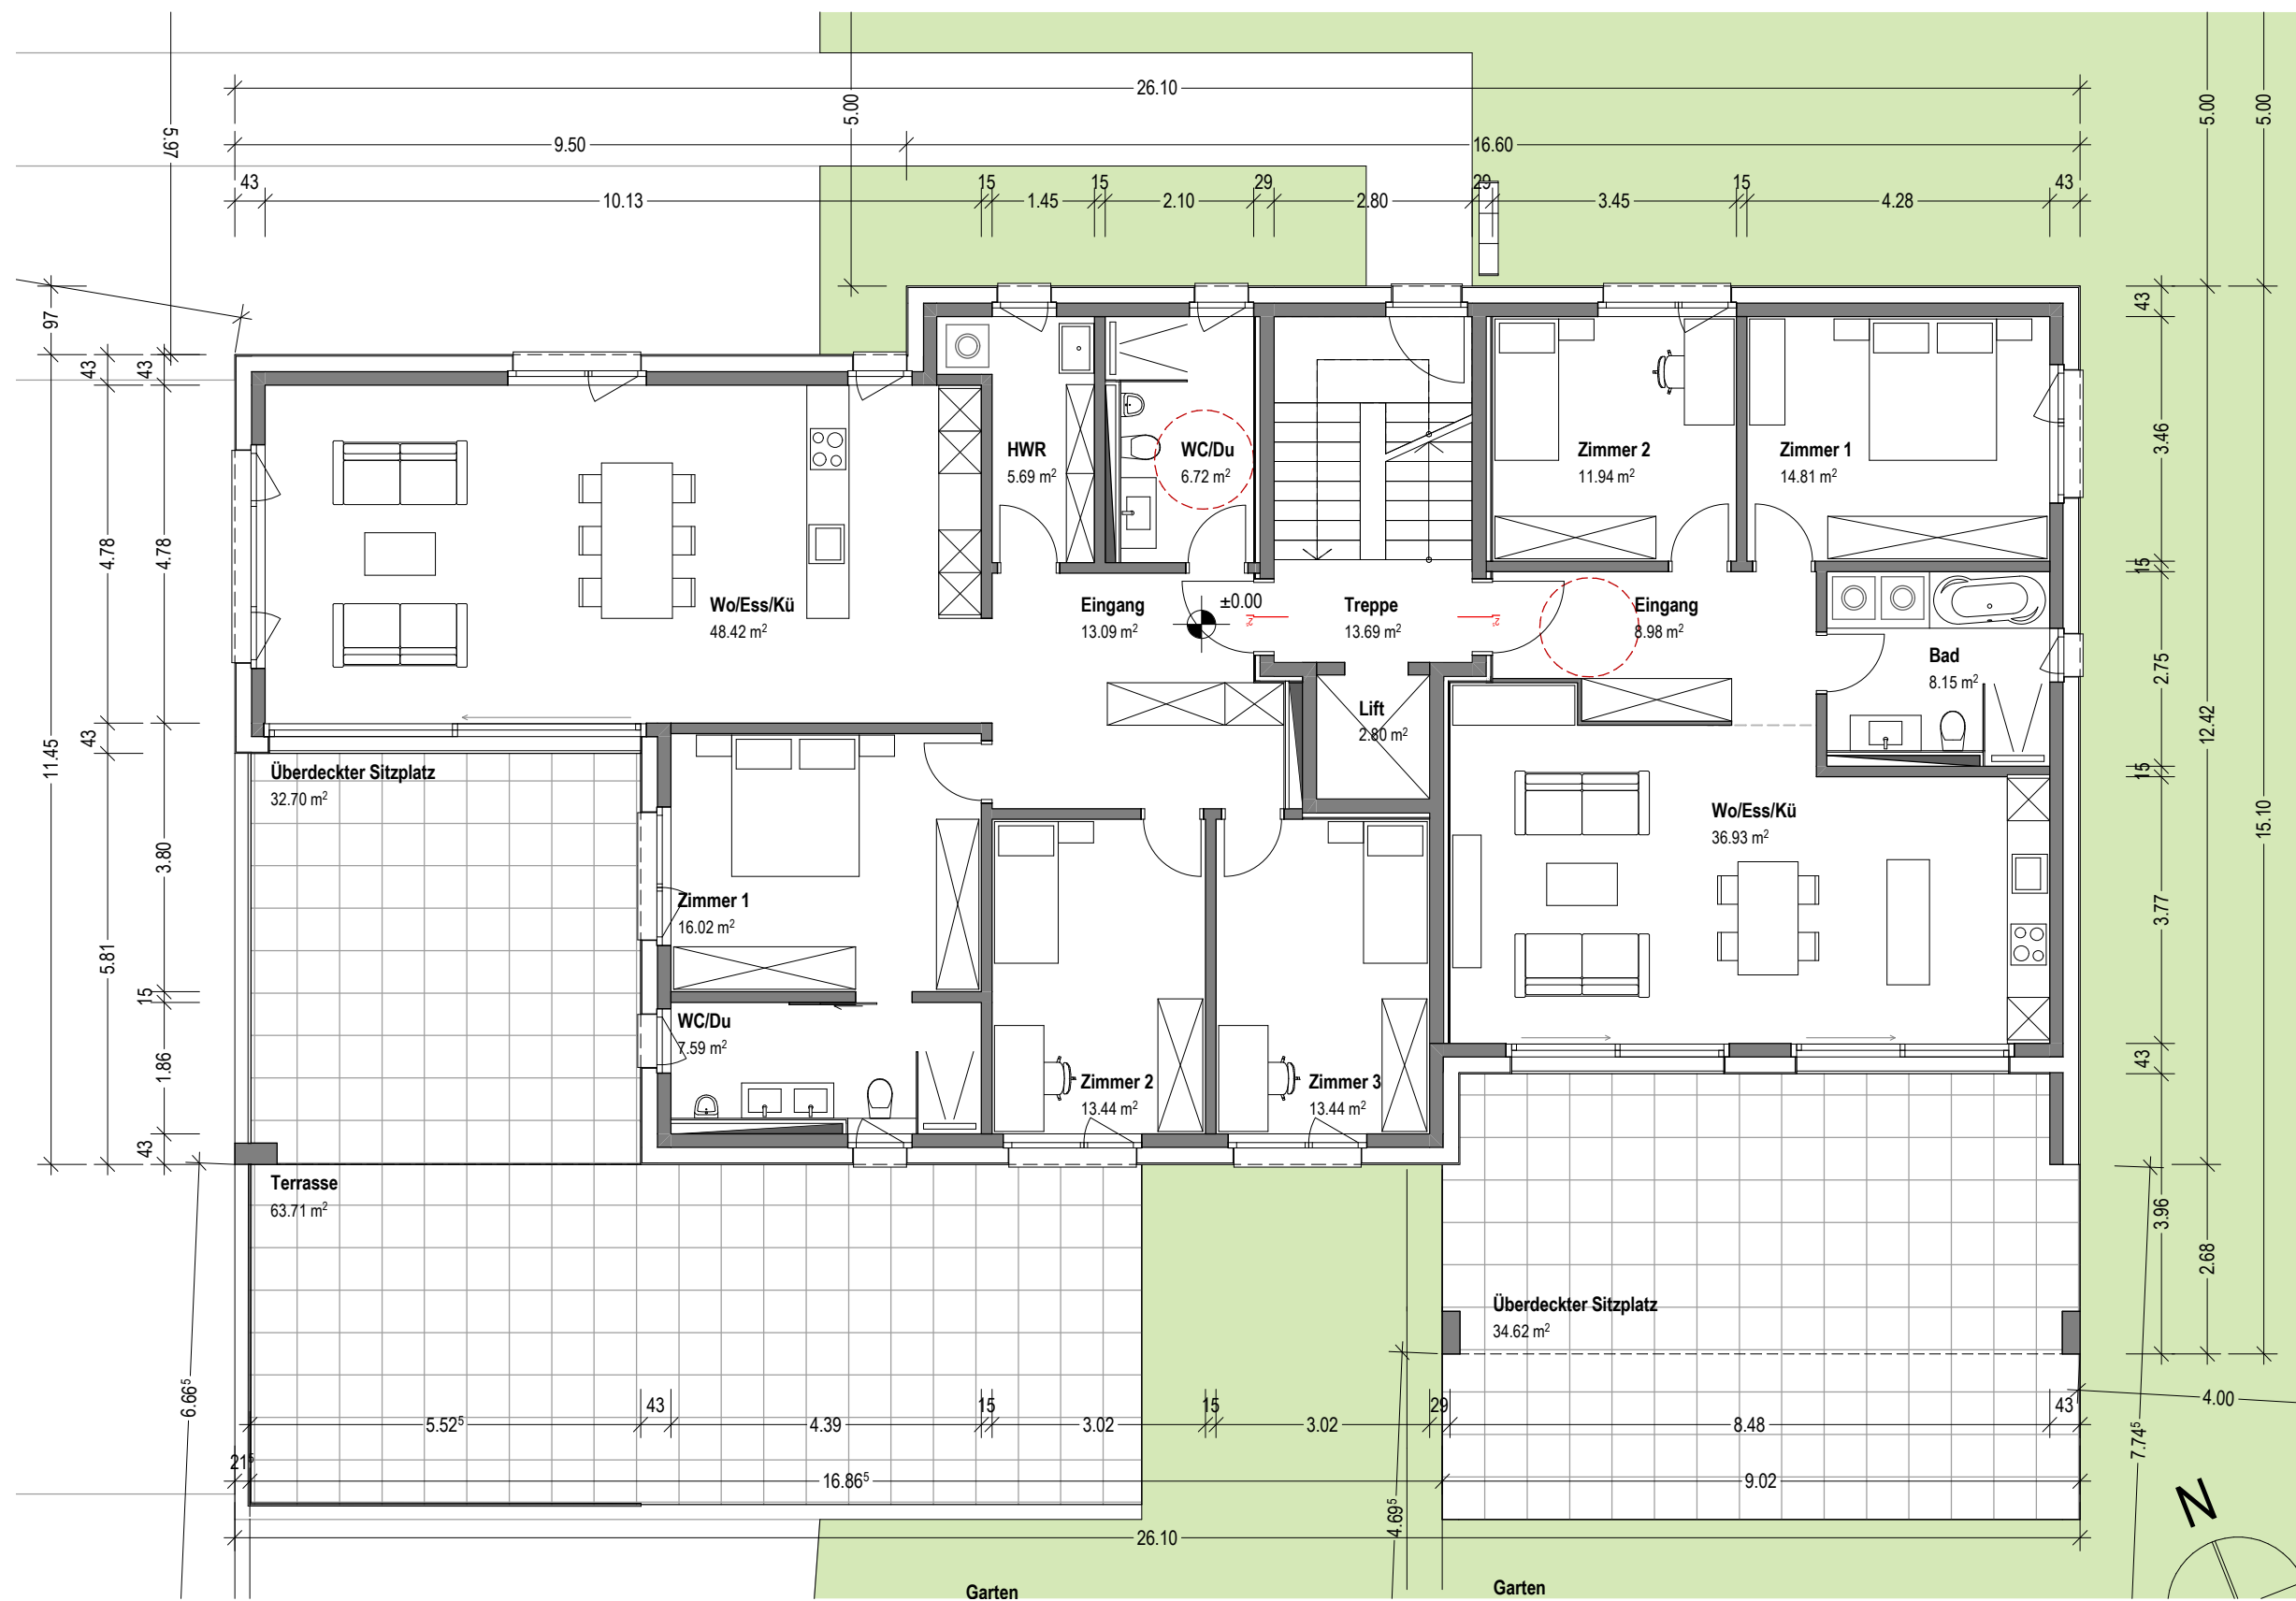 26.10
5.97
5.00
5.00
5.00
9.50
16.60
43
15
15
29
29
15
43
10.13
1.45
2.10
2.80
3.45
4.28
97
43
43
43
HWR
5.69 m²
WC/Du
6.72 m²
Zimmer 2
11.94 m²
Zimmer 1
14.81 m²
3.46
4.78
4.78
15
Wo/Ess/Kü
48.42 m²
Eingang
13.09 m²
±0.00
Treppe
13.69 m²
Eingang
8.98 m²
Bad
8.15 m²
2.75
Lift
2.80 m²
43
11.45
12.42
15
Überdeckter Sitzplatz
32.70 m²
Wo/Ess/Kü
36.93 m²
15.10
3.80
3.77
Zimmer 1
16.02 m²
5.81
15
WC/Du
7.59 m²
1.86
43
Zimmer 2
13.44 m²
Zimmer 3
13.44 m²
43
Terrasse
63.71 m²
3.96
2.68
Überdeckter Sitzplatz
34.62 m²
6.66⁵
4.00
43
15
15
29
43
5.52⁵
4.39
3.02
3.02
8.48
7.74⁵
21⁵
16.86⁵
9.02
4.69⁵
N
26.10
Garten
Garten